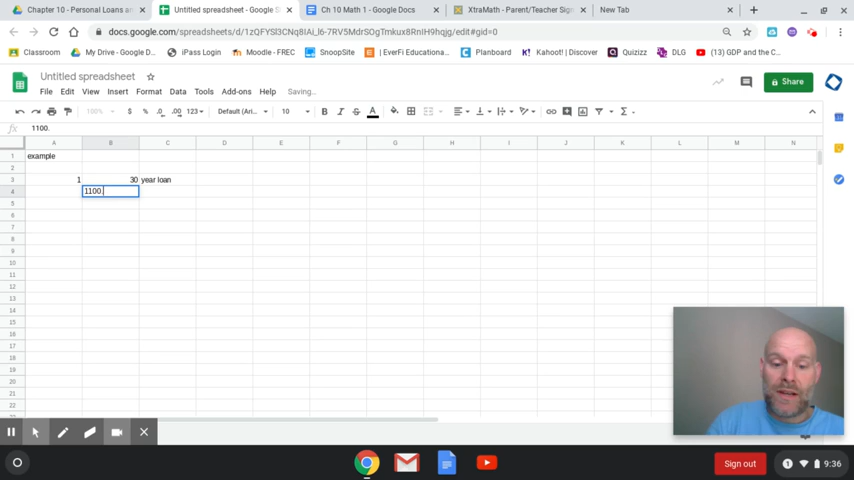 Chapter 10 - Personal Loans an
Untitled spreadsheet - Google S
Ch 10 Math 1 - Google Docs
XtraMath - Parent/Teacher Sign
New Tab
docs.google.com/spreadsheets/d/1zQFYSl3CNq8IAi_l6-7RV5MdrSOgTmkux8RnIH9hqjg/edit#gid=0
Classroom
My Drive - Google D...
iPass Login
Moodle - FREC
SnoopSite
EverFi Educationa...
Planboard
Kahoot! | Discover
Quizizz
DLG
(13) GDP and the C...
Untitled spreadsheet
File Edit View Insert Format Data Tools Add-ons Help Saving...
Share
100% $ % .0 .00 123 Default (Ari... 10 B I S A
fx 1100.
A B C D E F G H I J K L M N
1 example
2
3 1 30 year loan
4 1100.
5
6
7
8
9
10
11
12
13
14
15
16
17
18
19
20
21
22
Sign out
1
9:36